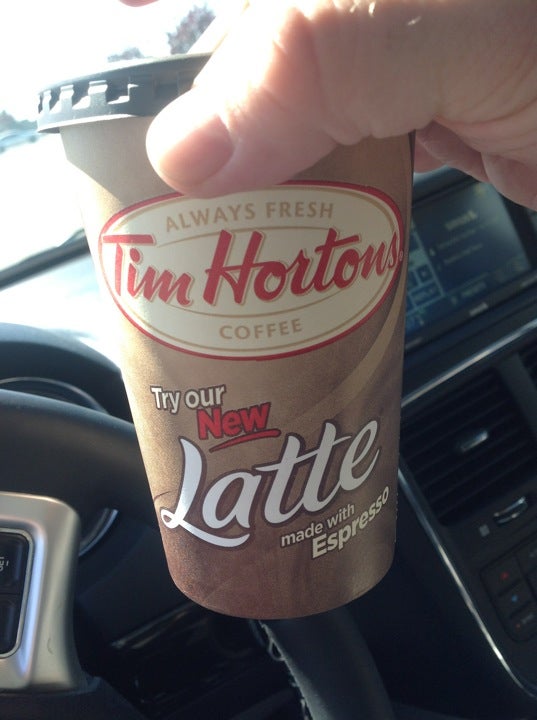 ALWAYS FRESH
Tim Hortons®
COFFEE
Try our
New
Latte
made with
Espresso